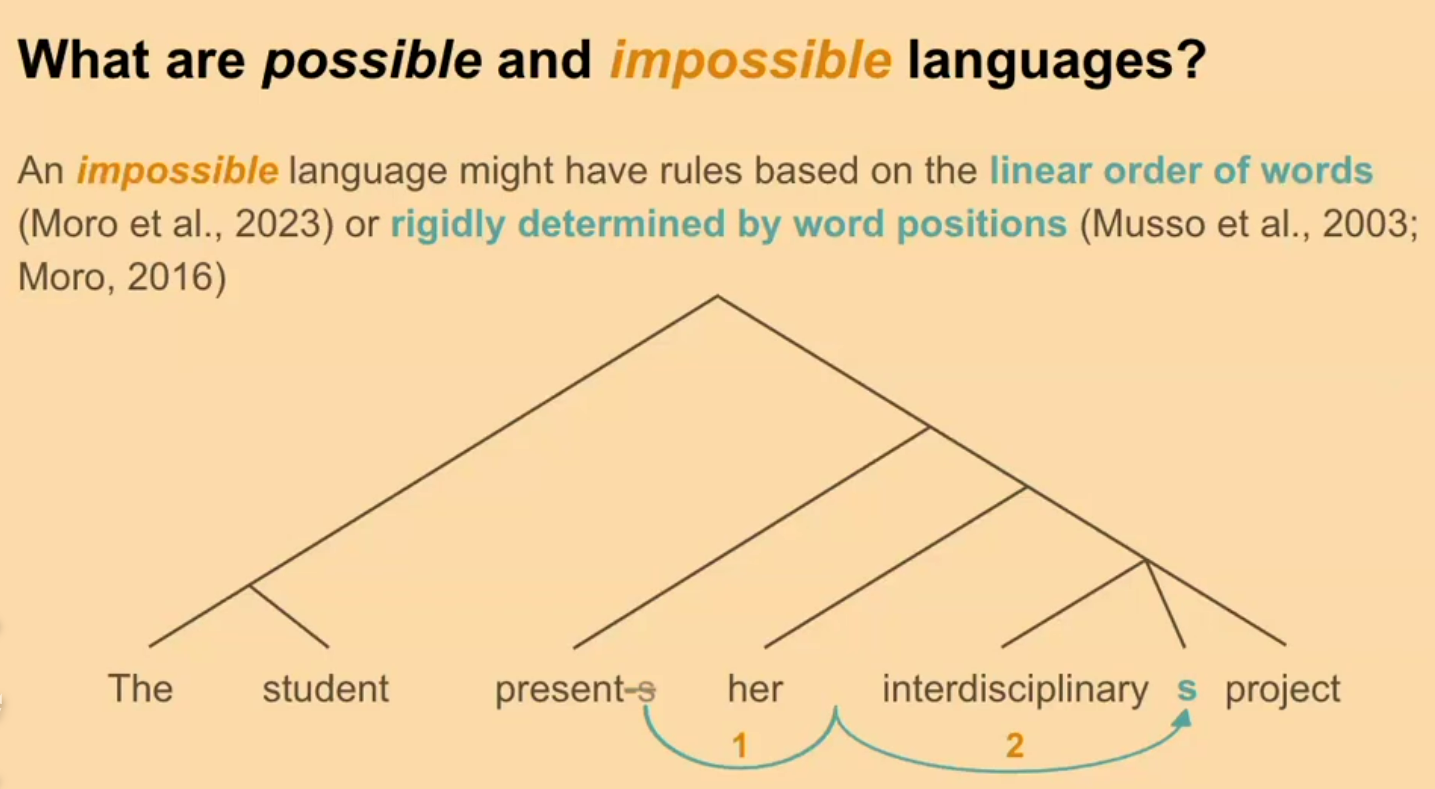 What are possible and impossible languages?
An impossible language might have rules based on the linear order of words
(Moro et al., 2023) or rigidly determined by word positions (Musso et al., 2003;
Moro, 2016)
The student present-s her interdisciplinary s project
1 2